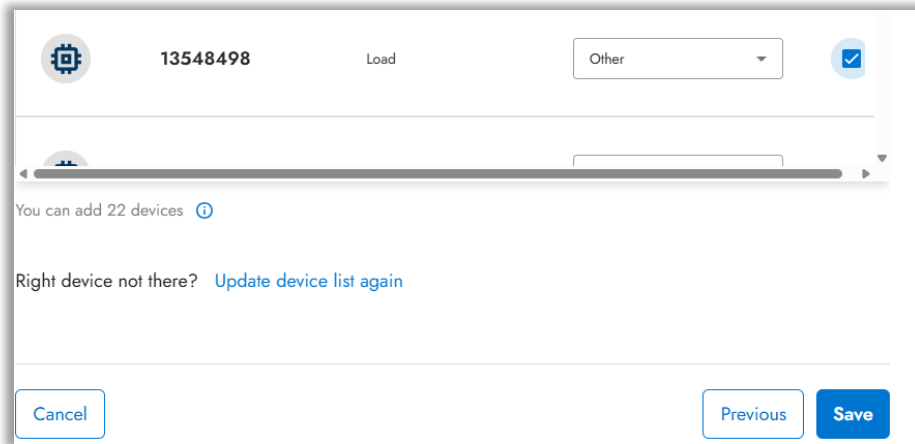 13548498 Load Other
You can add 22 devices
Right device not there? Update device list again
Cancel Previous Save